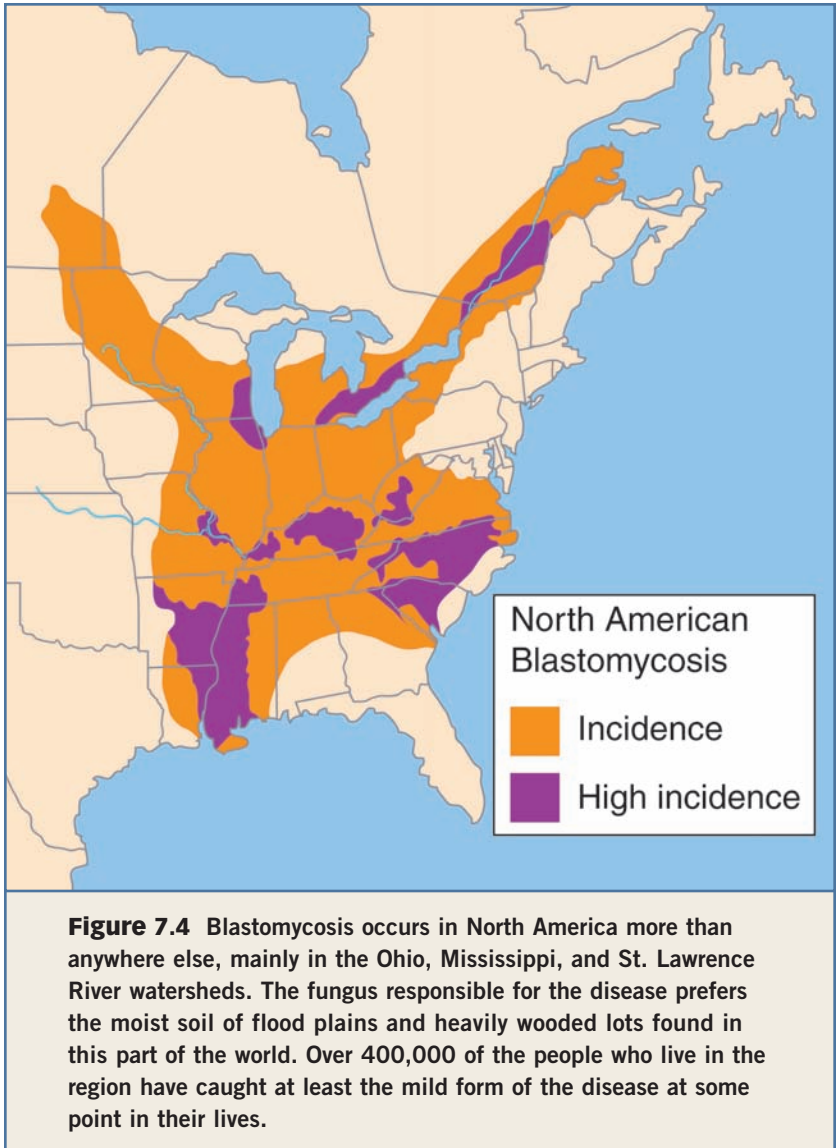 North American
Blastomycosis
Incidence
High incidence
Figure 7.4 Blastomycosis occurs in North America more than
anywhere else, mainly in the Ohio, Mississippi, and St. Lawrence
River watersheds. The fungus responsible for the disease prefers
the moist soil of flood plains and heavily wooded lots found in
this part of the world. Over 400,000 of the people who live in the
region have caught at least the mild form of the disease at some
point in their lives.